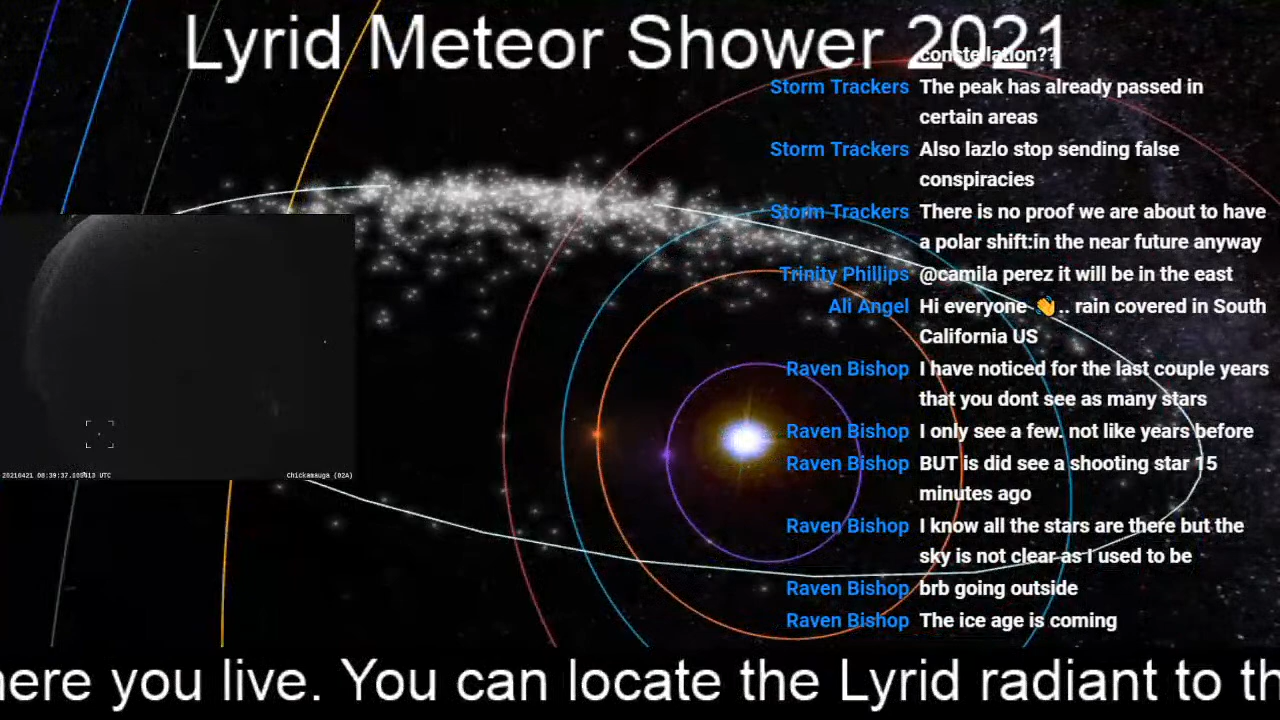 Lyrid Meteor Shower 2021
constellation??
Storm Trackers The peak has already passed in
certain areas
Storm Trackers Also lazlo stop sending false
conspiracies
Storm Trackers There is no proof we are about to have
a polar shift:in the near future anyway
Trinity Phillips @camila perez it will be in the east
Ali Angel Hi everyone 👋.. rain covered in South
California US
Raven Bishop I have noticed for the last couple years
that you dont see as many stars
Raven Bishop I only see a few. not like years before
Raven Bishop BUT is did see a shooting star 15
minutes ago
Raven Bishop I know all the stars are there but the
sky is not clear as I used to be
Raven Bishop brb going outside
Raven Bishop The ice age is coming
UTC
Chickamauga (02A)
here you live. You can locate the Lyrid radiant to th